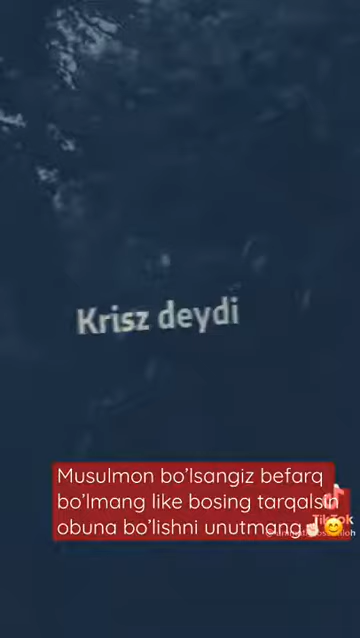 Krisz deydi
Musulmon bo'lsangiz befarq
bo'lmang like bosing tarqalsin
obuna bo'lishni unutmang☝😊
TikTok